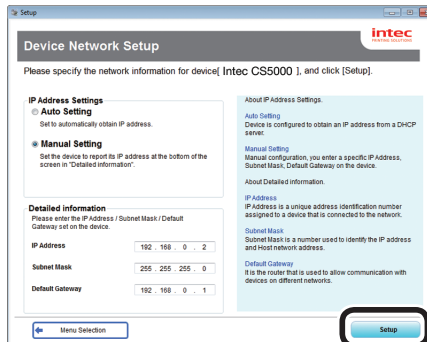 Setup
Device Network Setup
intec
PRINTING SOLUTIONS
Please specify the network information for device[ Intec CS5000 ], and click [Setup].
IP Address Settings
Auto Setting
Set to automatically obtain IP address.
Manual Setting
Set the device to report its IP address at the bottom of the
screen in "Detailed information".
Detailed information
Please enter the IP Address / Subnet Mask / Default
Gateway set on the device.
IP Address 192 . 168 . 0 . 2
Subnet Mask 255 . 255 . 255 . 0
Default Gateway 192 . 168 . 0 . 1
About IP Address Settings.
Auto Setting
Device is configured to obtain an IP address from a DHCP
server.
Manual Setting
Manual configuration, you enter a specific IP Address,
Subnet Mask, Default Gateway on the device.
About Detailed information.
IP Address
IP Address is a unique address identification number
assigned to a device that is connected to the network.
Subnet Mask
Subnet Mask is a number used to identify the IP address
and Host network address.
Default Gateway
It is the router that is used to allow communication with
devices on different networks.
Menu Selection
Setup